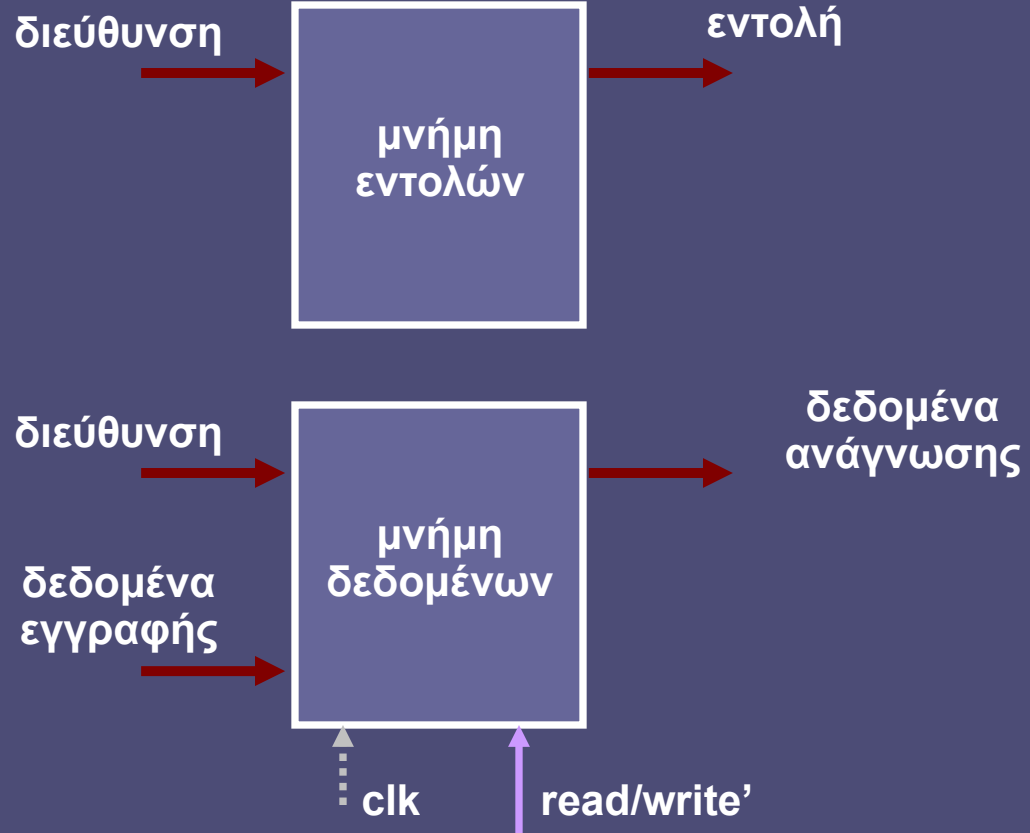 διεύθυνση
εντολή
μνήμη
εντολών
διεύθυνση
δεδομένα
ανάγνωσης
μνήμη
δεδομένων
δεδομένα
εγγραφής
clk
read/write’